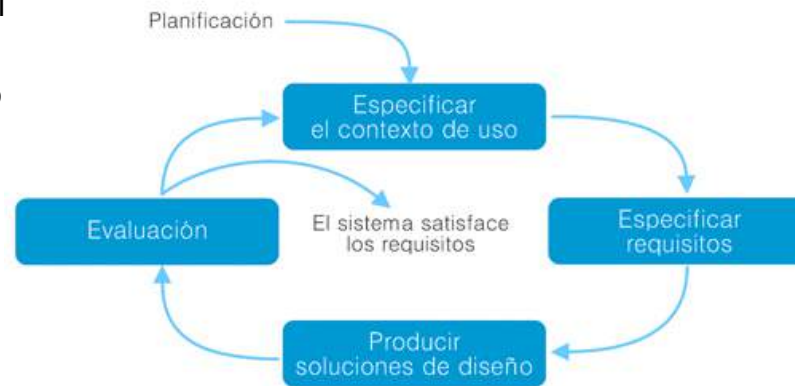 Planificación
Especificar
el contexto de uso
Evaluación
El sistema satisface
los requisitos
Especificar
requisitos
Producir
soluciones de diseño